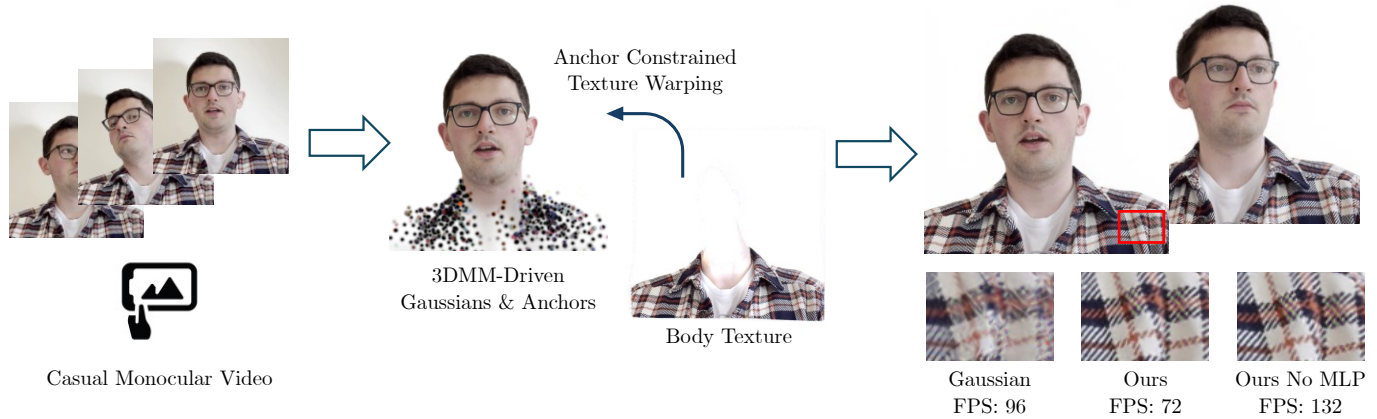 Casual Monocular Video
Anchor Constrained
Texture Warping
3DMM-Driven
Gaussians & Anchors
Body Texture
Gaussian
FPS: 96
Ours
FPS: 72
Ours No MLP
FPS: 132